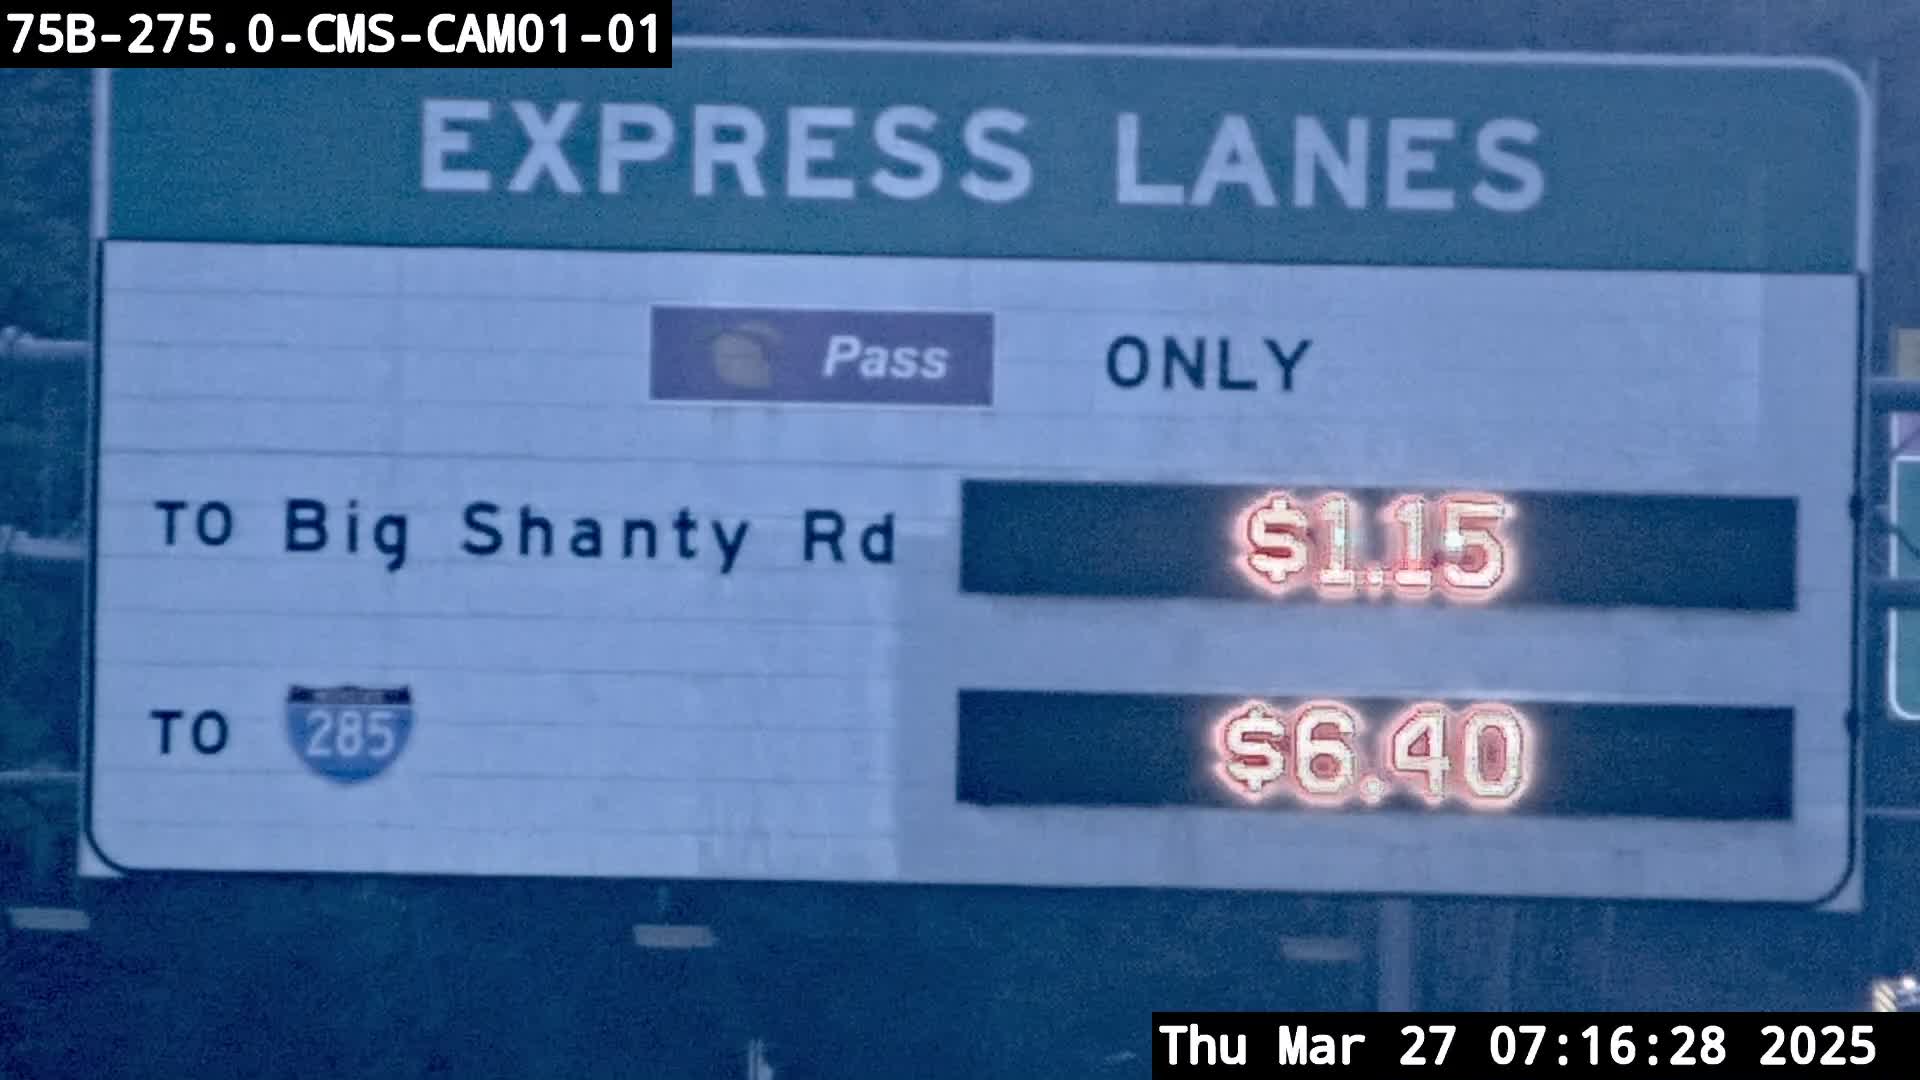 75B-275.0-CMS-CAM01-01
EXPRESS LANES
Pass ONLY
TO Big Shanty Rd $1.15
TO 285 $6.40
Thu Mar 27 07:16:28 2025